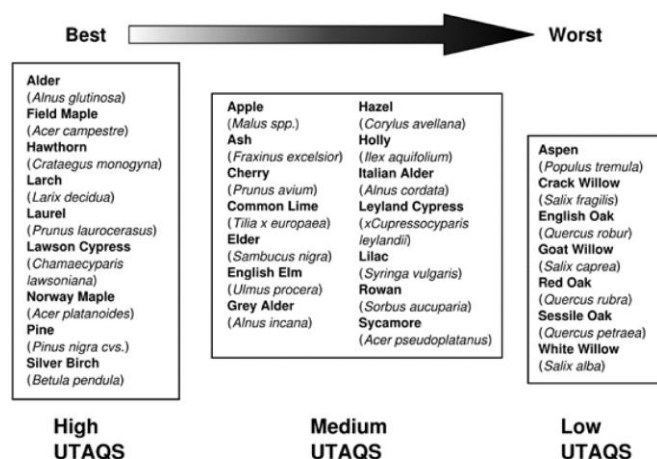 Best
Worst
Alder
(Alnus glutinosa)
Field Maple
(Acer campestre)
Hawthorn
(Crataegus monogyna)
Larch
(Larix decidua)
Laurel
(Prunus laurocerasus)
Lawson Cypress
(Chamaecyparis
lawsoniana)
Norway Maple
(Acer platanoides)
Pine
(Pinus nigra cvs.)
Silver Birch
(Betula pendula)
High
UTAQS
Apple
(Malus spp.)
Ash
(Fraxinus excelsior)
Cherry
(Prunus avium)
Common Lime
(Tilia x europaea)
Elder
(Sambucus nigra)
English Elm
(Ulmus procera)
Grey Alder
(Alnus incana)
Hazel
(Corylus avellana)
Holly
(Ilex aquifolium)
Italian Alder
(Alnus cordata)
Leyland Cypress
(xCupressocyparis
leylandii)
Lilac
(Syringa vulgaris)
Rowan
(Sorbus aucuparia)
Sycamore
(Acer pseudoplatanus)
Medium
UTAQS
Aspen
(Populus tremula)
Crack Willow
(Salix fragilis)
English Oak
(Quercus robur)
Goat Willow
(Salix caprea)
Red Oak
(Quercus rubra)
Sessile Oak
(Quercus petraea)
White Willow
(Salix alba)
Low
UTAQS